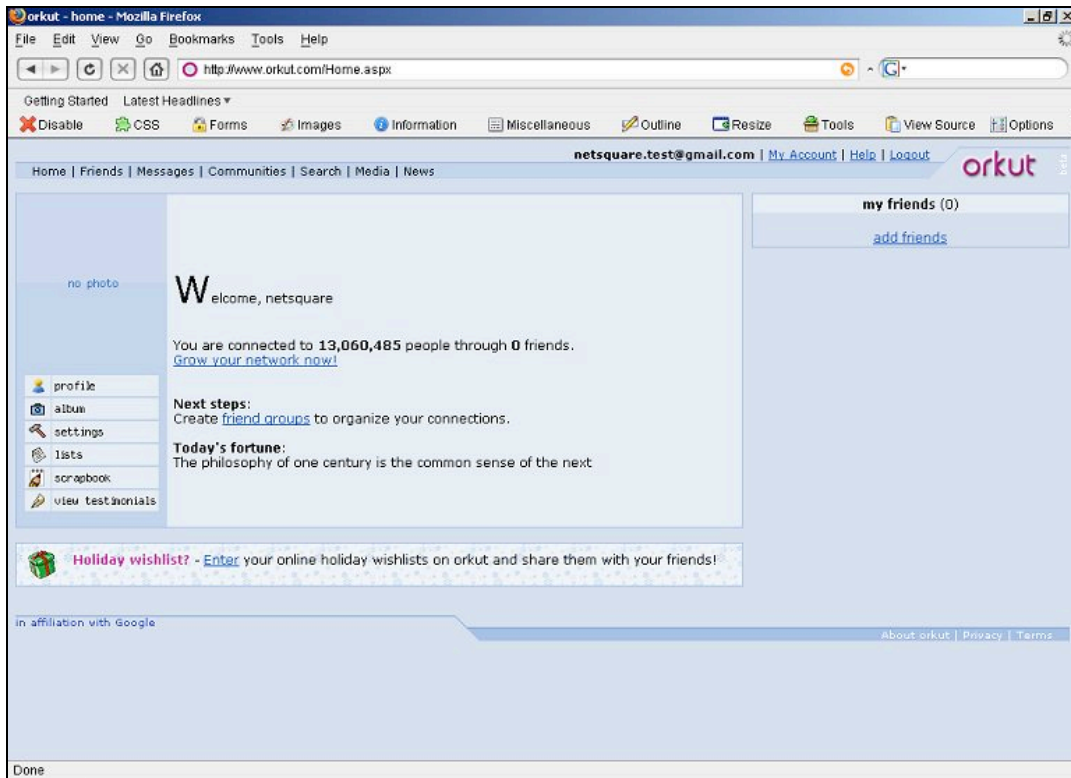 orkut - home - Mozilla Firefox
File Edit View Go Bookmarks Tools Help
http://www.orkut.com/Home.aspx
G
Getting Started Latest Headlines
Disable CSS Forms Images Information Miscellaneous Outline Resize Tools View Source Options
netsquare.test@gmail.com | My Account | Help | Logout
orkut
beta
Home | Friends | Messages | Communities | Search | Media | News
my friends (0)
add friends
no photo
Welcome, netsquare
You are connected to 13,060,485 people through 0 friends.
Grow your network now!
profile
album
settings
lists
scrapbook
view testimonials
Next steps:
Create friend groups to organize your connections.
Today's fortune:
The philosophy of one century is the common sense of the next
Holiday wishlist? - Enter your online holiday wishlists on orkut and share them with your friends!
in affiliation with Google
About orkut | Privacy | Terms
Done